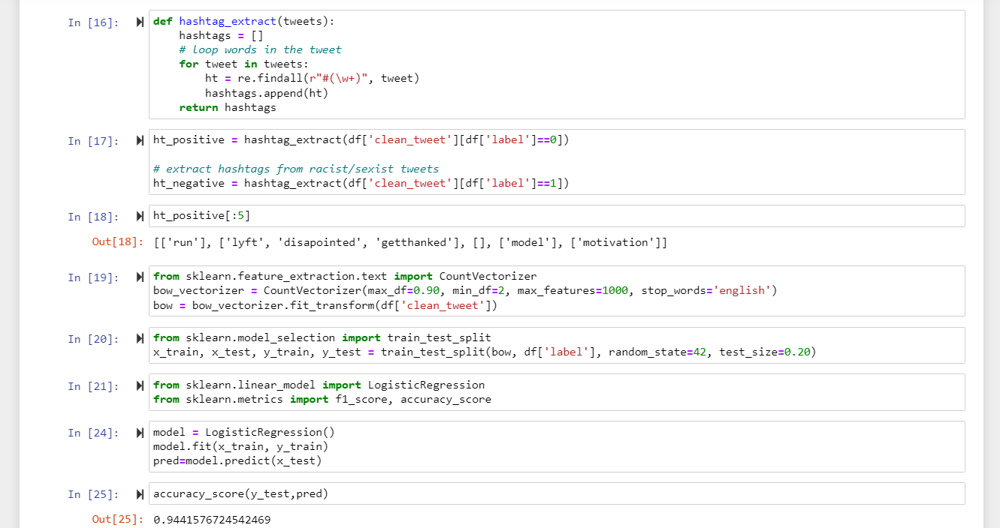 In [16]:
def hashtag_extract(tweets):
    hashtags = []
    # loop words in the tweet
    for tweet in tweets:
        ht = re.findall(r"#(\w+)", tweet)
        hashtags.append(ht)
    return hashtags
In [17]:
ht_positive = hashtag_extract(df['clean_tweet'][df['label']==0])
# extract hashtags from racist/sexist tweets
ht_negative = hashtag_extract(df['clean_tweet'][df['label']==1])
In [18]:
ht_positive[:5]
Out[18]:
[['run'], ['lyft', 'disapointed', 'getthanked'], [], ['model'], ['motivation']]
In [19]:
from sklearn.feature_extraction.text import CountVectorizer
bow_vectorizer = CountVectorizer(max_df=0.90, min_df=2, max_features=1000, stop_words='english')
bow = bow_vectorizer.fit_transform(df['clean_tweet'])
In [20]:
from sklearn.model_selection import train_test_split
x_train, x_test, y_train, y_test = train_test_split(bow, df['label'], random_state=42, test_size=0.20)
In [21]:
from sklearn.linear_model import LogisticRegression
from sklearn.metrics import f1_score, accuracy_score
In [24]:
model = LogisticRegression()
model.fit(x_train, y_train)
pred=model.predict(x_test)
In [25]:
accuracy_score(y_test,pred)
Out[25]:
0.9441576724542469